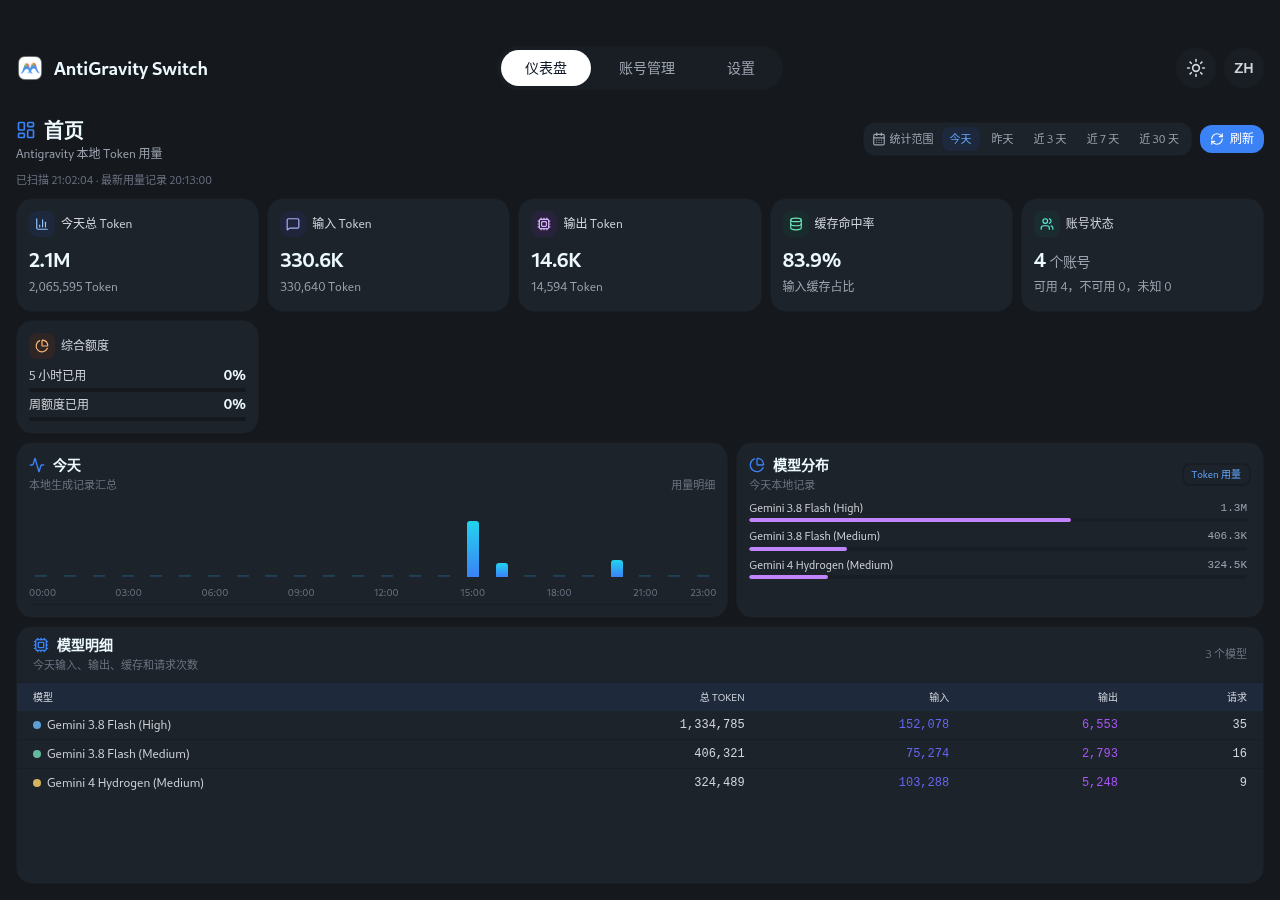 AntiGravity Switch
仪表盘 账号管理 设置
ZH
首页
Antigravity 本地 Token 用量
已扫描 21:02:04 · 最新用量记录 20:13:00
统计范围 今天 昨天 近 3 天 近 7 天 近 30 天 刷新
今天总 Token
2.1M
2,065,595 Token
输入 Token
330.6K
330,640 Token
输出 Token
14.6K
14,594 Token
缓存命中率
83.9%
输入缓存占比
账号状态
4 个账号
可用 4，不可用 0，未知 0
综合额度
5 小时已用 0%
周额度已用 0%
今天
本地生成记录汇总 用量明细
00:00 03:00 06:00 09:00 12:00 15:00 18:00 21:00 23:00
模型分布
今天本地记录
Token 用量
Gemini 3.8 Flash (High) 1.3M
Gemini 3.8 Flash (Medium) 406.3K
Gemini 4 Hydrogen (Medium) 324.5K
模型明细
今天输入、输出、缓存和请求次数
3 个模型
模型 总 TOKEN 输入 输出 请求
Gemini 3.8 Flash (High) 1,334,785 152,078 6,553 35
Gemini 3.8 Flash (Medium) 406,321 75,274 2,793 16
Gemini 4 Hydrogen (Medium) 324,489 103,288 5,248 9